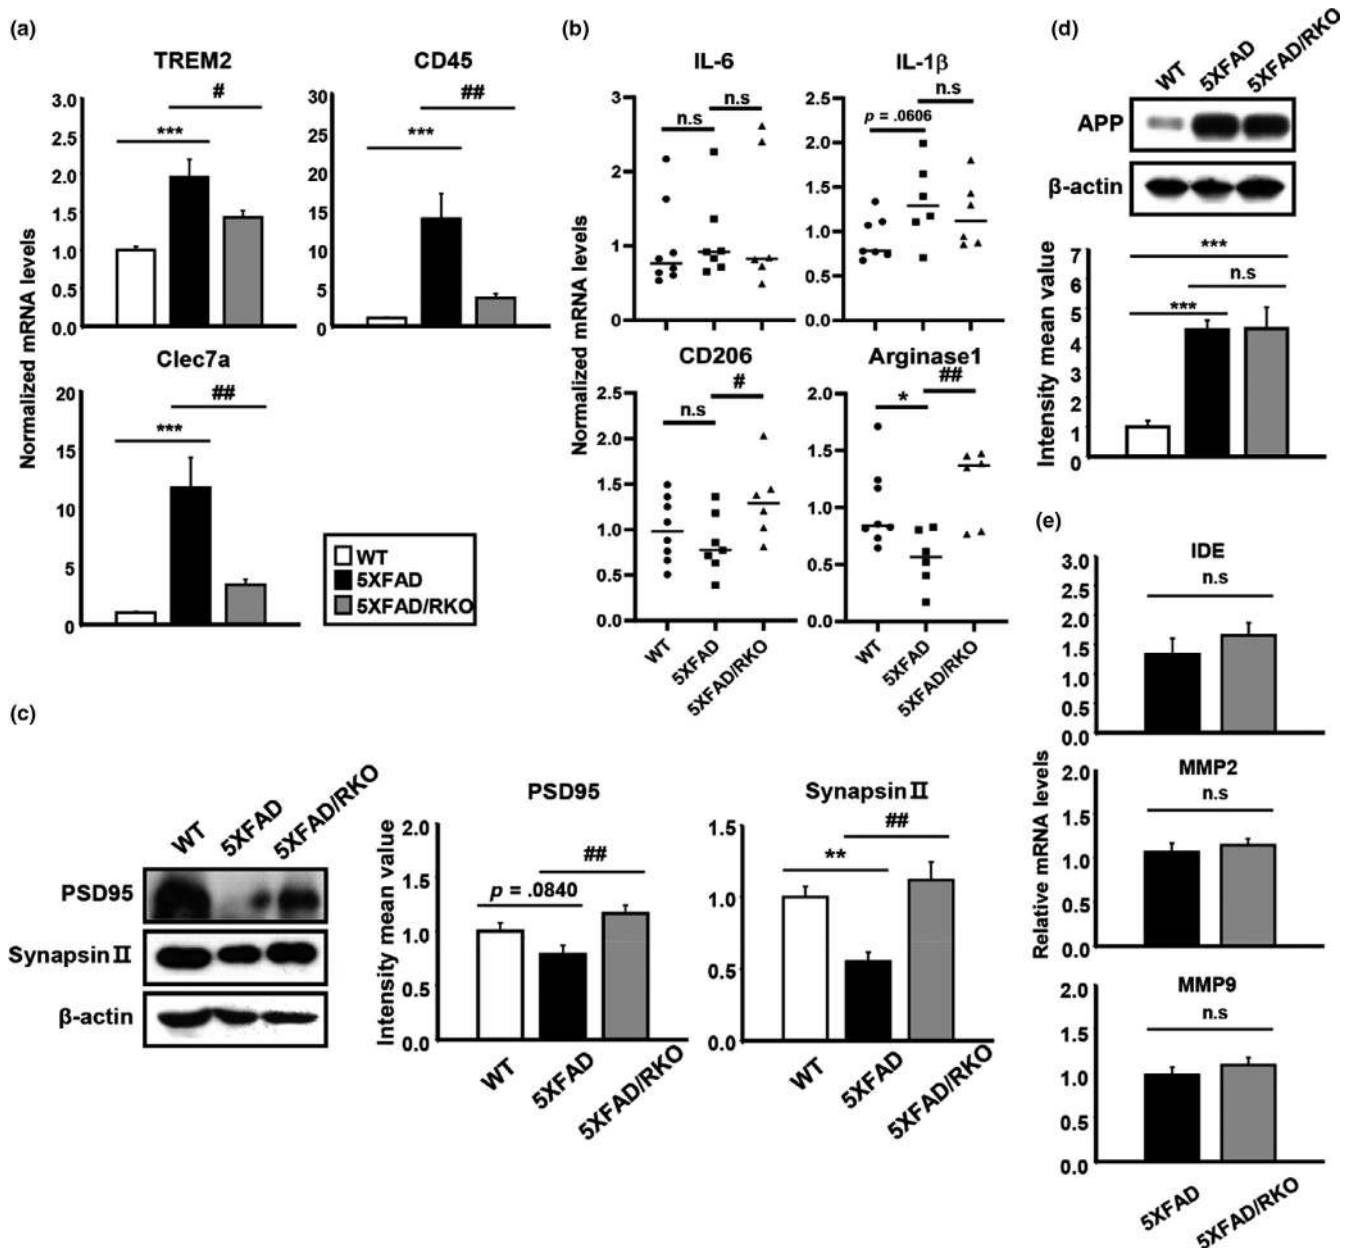 (a)
TREM2
CD45
3.0
2.5
2.0
1.5
1.0
0.5
0.0
***
#
30
25
20
15
10
5
0
***
##
Normalized mRNA levels
Clec7a
20
15
10
5
0
***
##
WT
5XFAD
5XFAD/RKO
(b)
IL-6
IL-1β
3
2
1
0
n.s
n.s
2.5
2.0
1.5
1.0
0.5
0.0
p = .0606
n.s
Normalized mRNA levels
CD206
Arginase1
2.5
2.0
1.5
1.0
0.5
0.0
n.s
#
2.0
1.5
1.0
0.5
0.0
*
##
WT
5XFAD
5XFAD/RKO
WT
5XFAD
5XFAD/RKO
(c)
WT
5XFAD
5XFAD/RKO
PSD95
Synapsin II
β-actin
PSD95
Intensity mean value
2.0
1.5
1.0
0.5
0.0
p = .0840
##
WT
5XFAD
5XFAD/RKO
Synapsin II
1.5
1.0
0.5
0.0
**
##
WT
5XFAD
5XFAD/RKO
(d)
WT
5XFAD
5XFAD/RKO
APP
β-actin
Intensity mean value
7
6
5
4
3
2
1
0
***
n.s
***
(e)
IDE
3.0
2.5
2.0
1.5
1.0
0.5
0.0
n.s
Relative mRNA levels
MMP2
2.0
1.5
1.0
0.5
0.0
n.s
MMP9
2.0
1.5
1.0
0.5
0.0
n.s
5XFAD
5XFAD/RKO